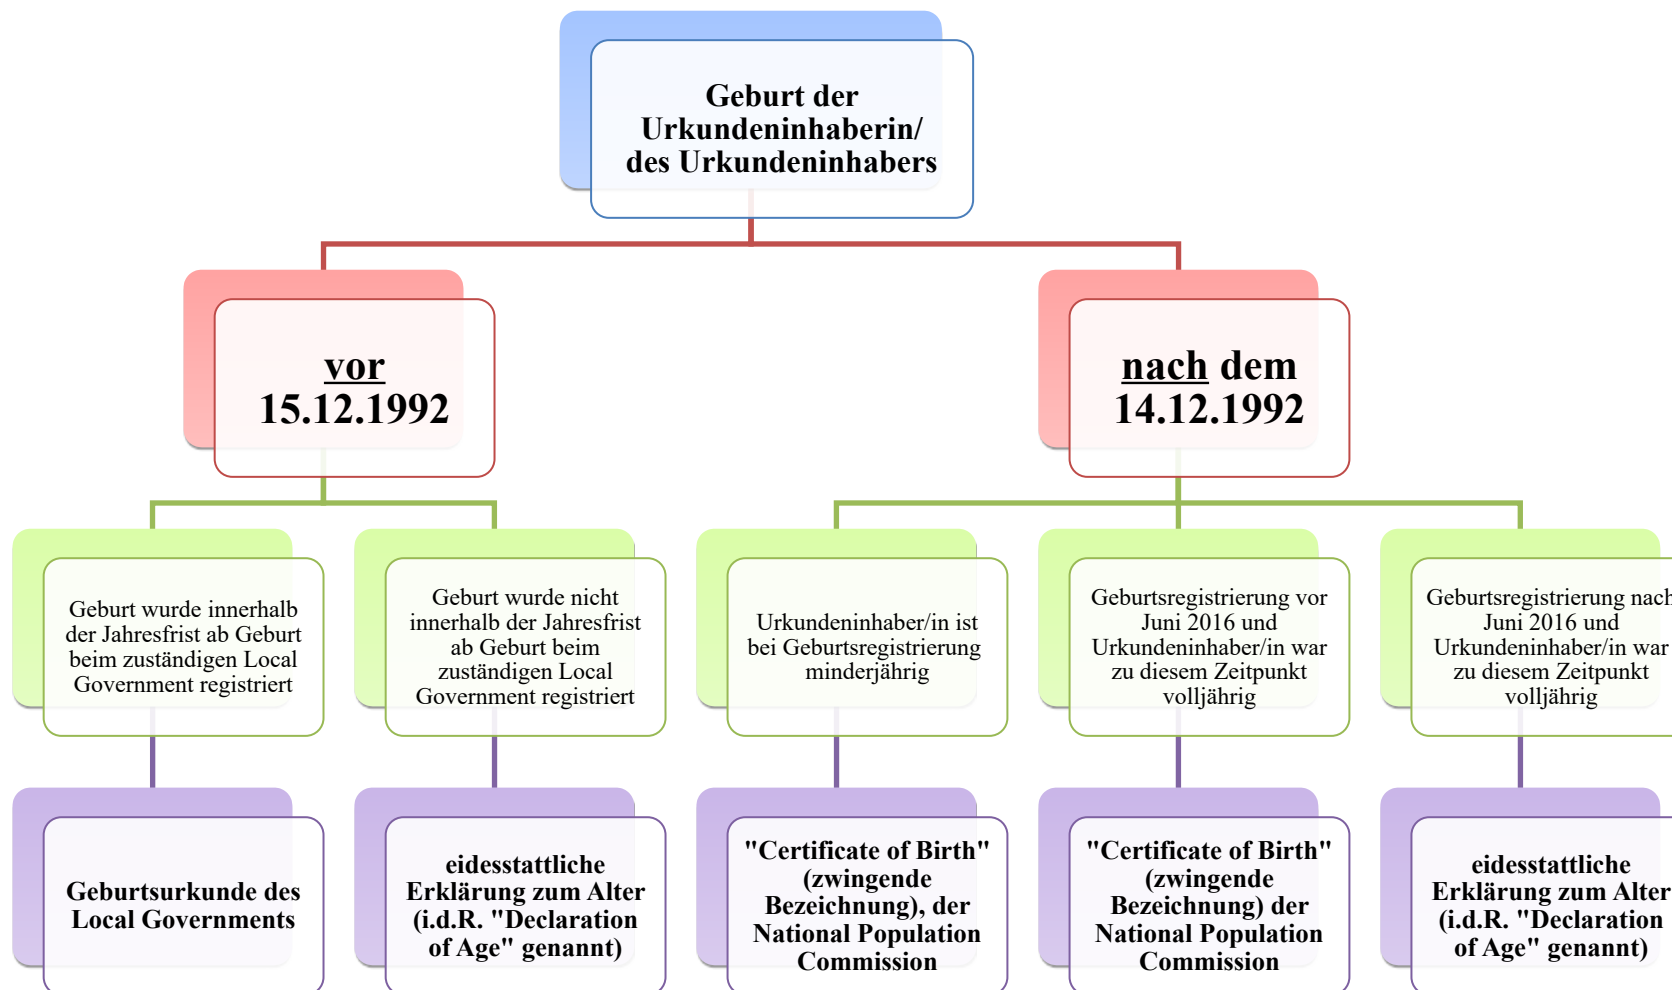 Geburt der
Urkundeninhaberin/
des Urkundeninhabers
vor
15.12.1992
nach dem
14.12.1992
Geburt wurde innerhalb
der Jahresfrist ab Geburt
beim zuständigen Local
Government registriert
Geburt wurde nicht
innerhalb der Jahresfrist
ab Geburt beim
zuständigen Local
Government registriert
Urkundeninhaber/in ist
bei Geburtsregistrierung
minderjährig
Geburtsregistrierung vor
Juni 2016 und
Urkundeninhaber/in war
zu diesem Zeitpunkt
volljährig
Geburtsregistrierung nach
Juni 2016 und
Urkundeninhaber/in war
zu diesem Zeitpunkt
volljährig
Geburtsurkunde des
Local Governments
eidesstattliche
Erklärung zum Alter
(i.d.R. "Declaration
of Age" genannt)
"Certificate of Birth"
(zwingende
Bezeichnung), der
National Population
Commission
"Certificate of Birth"
(zwingende
Bezeichnung) der
National Population
Commission
eidesstattliche
Erklärung zum Alter
(i.d.R. "Declaration
of Age" genannt)